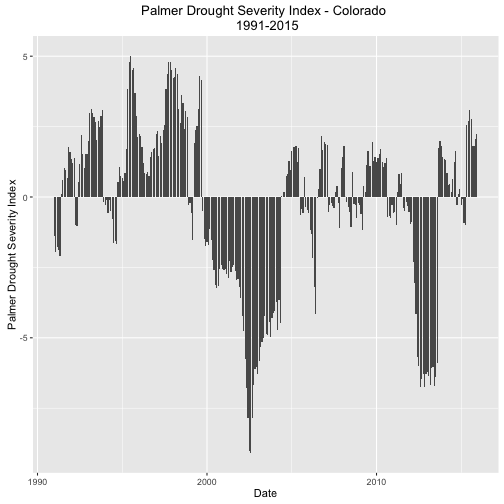 Palmer Drought Severity Index - Colorado
1991-2015
Palmer Drought Severity Index
5
0
-5
1990
2000
2010
Date